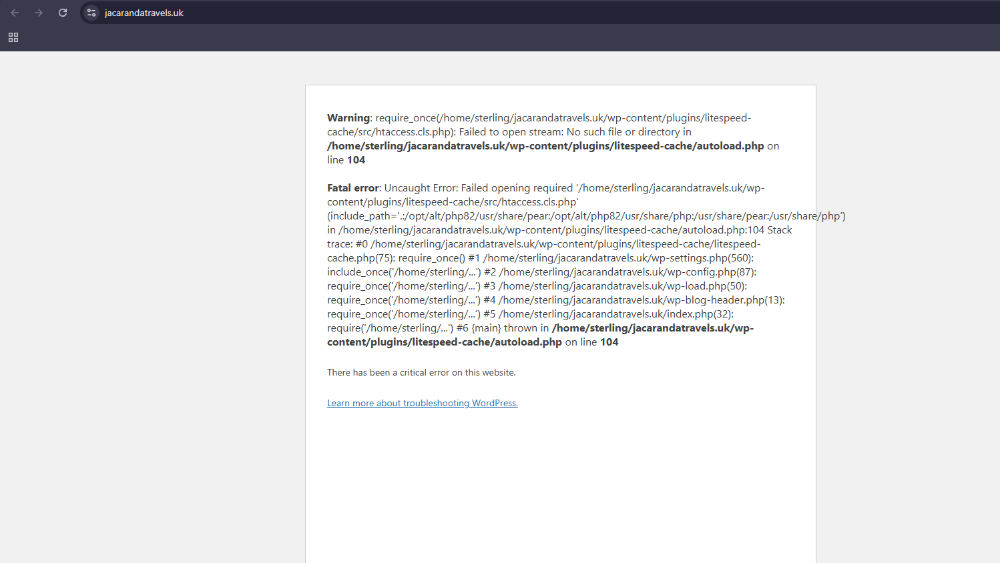 jacarandatravels.uk
Warning: require_once(/home/sterling/jacarandatravels.uk/wp-content/plugins/litespeed-
cache/src/htaccess.cls.php): Failed to open stream: No such file or directory in
/home/sterling/jacarandatravels.uk/wp-content/plugins/litespeed-cache/autoload.php on
line 104
Fatal error: Uncaught Error: Failed opening required '/home/sterling/jacarandatravels.uk/wp-
content/plugins/litespeed-cache/src/htaccess.cls.php'
(include_path='.:/opt/alt/php82/usr/share/pear:/opt/alt/php82/usr/share/php:/usr/share/pear:/usr/share/php')
in /home/sterling/jacarandatravels.uk/wp-content/plugins/litespeed-cache/autoload.php:104 Stack
trace: #0 /home/sterling/jacarandatravels.uk/wp-content/plugins/litespeed-cache/litespeed-
cache.php(75): require_once() #1 /home/sterling/jacarandatravels.uk/wp-settings.php(560):
include_once('/home/sterling/...') #2 /home/sterling/jacarandatravels.uk/wp-config.php(87):
require_once('/home/sterling/...') #3 /home/sterling/jacarandatravels.uk/wp-load.php(50):
require_once('/home/sterling/...') #4 /home/sterling/jacarandatravels.uk/wp-blog-header.php(13):
require_once('/home/sterling/...') #5 /home/sterling/jacarandatravels.uk/index.php(32):
require('/home/sterling/...') #6 {main} thrown in /home/sterling/jacarandatravels.uk/wp-
content/plugins/litespeed-cache/autoload.php on line 104
There has been a critical error on this website.
Learn more about troubleshooting WordPress.